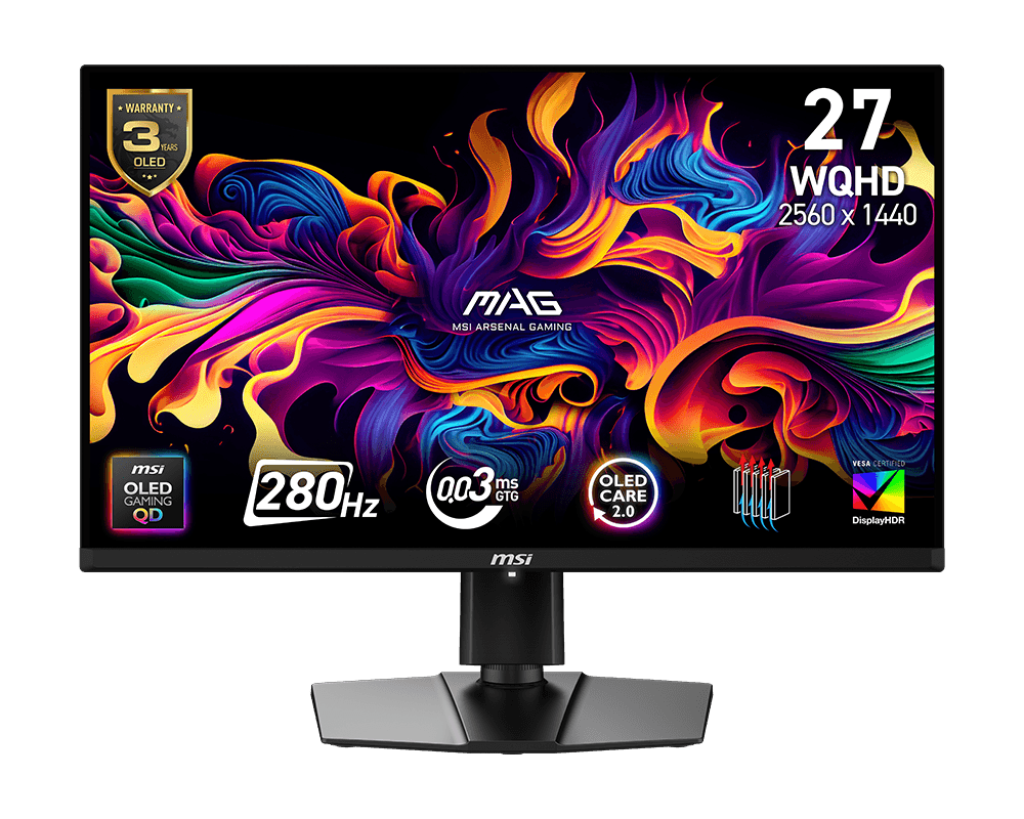 WARRANTY
3 YEARS
OLED
27
WQHD
2560 x 1440
MAG
MSI ARSENAL GAMING
msi
OLED
GAMING
QD
280Hz
0.03ms
GTG
OLED
CARE
2.0
VESA CERTIFIED
DisplayHDR
msi